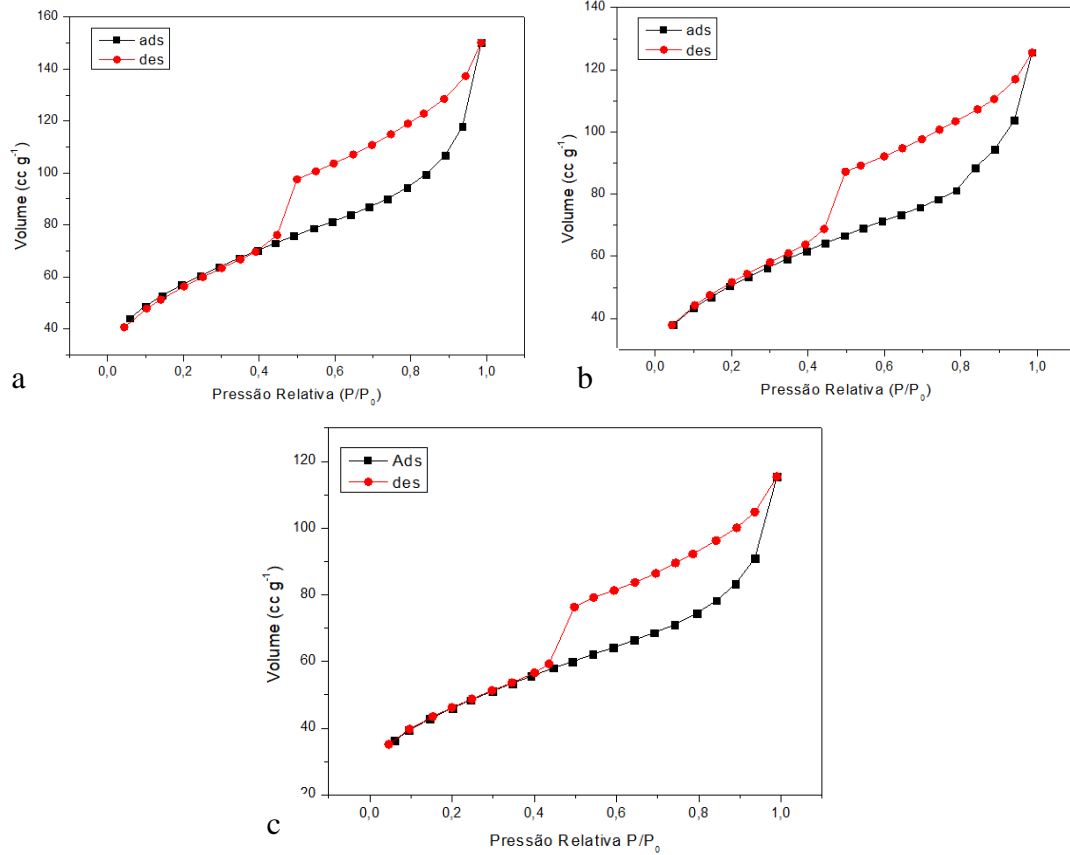 160
140
120
100
80
60
40
Volume (cc g⁻¹)
ads
des
0,0 0,2 0,4 0,6 0,8 1,0
Pressão Relativa (P/P₀)
a
140
120
100
80
60
40
Volume (cc g⁻¹)
ads
des
0,0 0,2 0,4 0,6 0,8 1,0
Pressão Relativa (P/P₀)
b
120
100
80
60
40
20
Volume (cc g⁻¹)
Ads
des
0,0 0,2 0,4 0,6 0,8 1,0
Pressão Relativa P/P₀
c